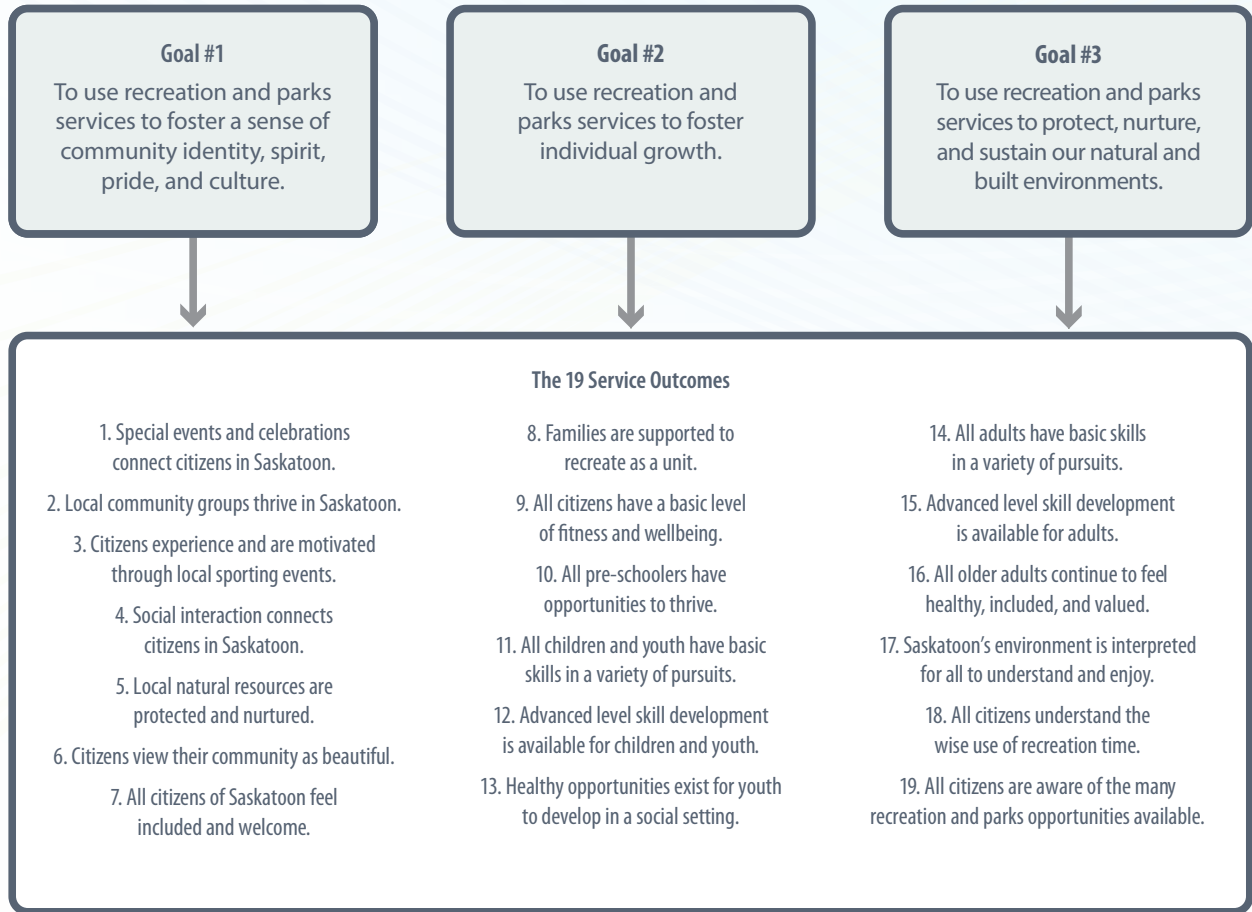 Goal #1
To use recreation and parks
services to foster a sense of
community identity, spirit,
pride, and culture.
Goal #2
To use recreation and
parks services to foster
individual growth.
Goal #3
To use recreation and parks
services to protect, nurture,
and sustain our natural and
built environments.
The 19 Service Outcomes
1. Special events and celebrations
connect citizens in Saskatoon.
2. Local community groups thrive in Saskatoon.
3. Citizens experience and are motivated
through local sporting events.
4. Social interaction connects
citizens in Saskatoon.
5. Local natural resources are
protected and nurtured.
6. Citizens view their community as beautiful.
7. All citizens of Saskatoon feel
included and welcome.
8. Families are supported to
recreate as a unit.
9. All citizens have a basic level
of fitness and wellbeing.
10. All pre-schoolers have
opportunities to thrive.
11. All children and youth have basic
skills in a variety of pursuits.
12. Advanced level skill development
is available for children and youth.
13. Healthy opportunities exist for youth
to develop in a social setting.
14. All adults have basic skills
in a variety of pursuits.
15. Advanced level skill development
is available for adults.
16. All older adults continue to feel
healthy, included, and valued.
17. Saskatoon's environment is interpreted
for all to understand and enjoy.
18. All citizens understand the
wise use of recreation time.
19. All citizens are aware of the many
recreation and parks opportunities available.